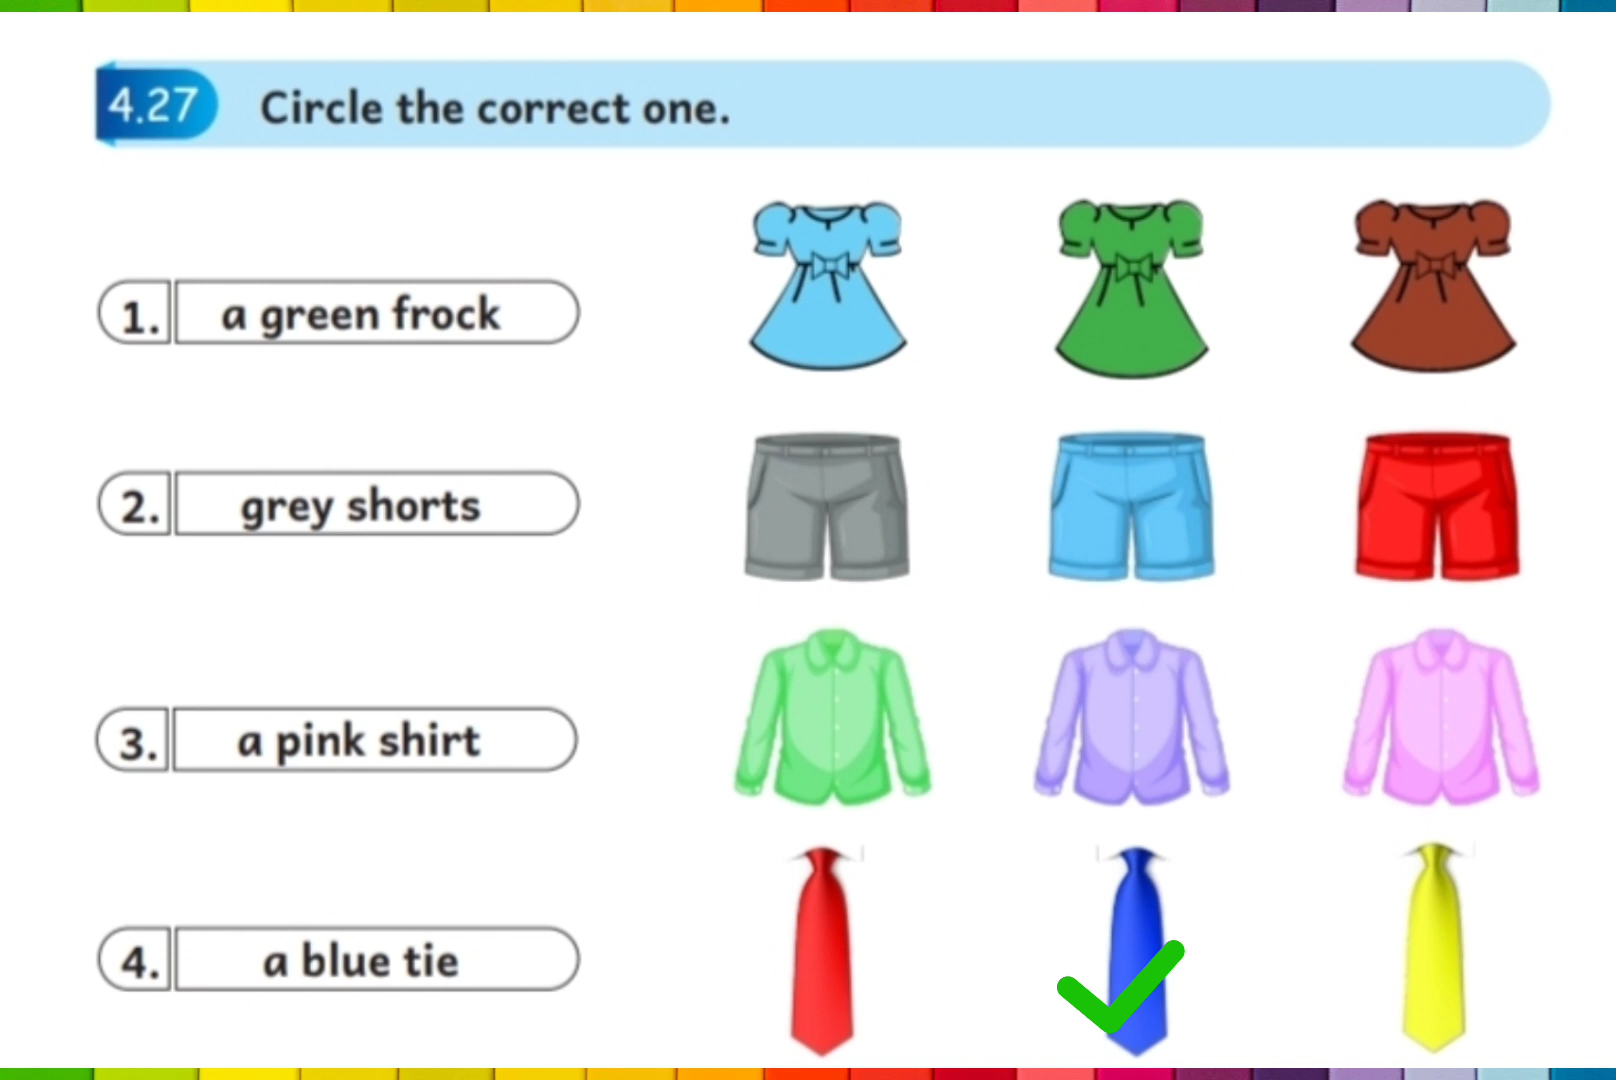 4.27 Circle the correct one.
1. a green frock
2. grey shorts
3. a pink shirt
4. a blue tie